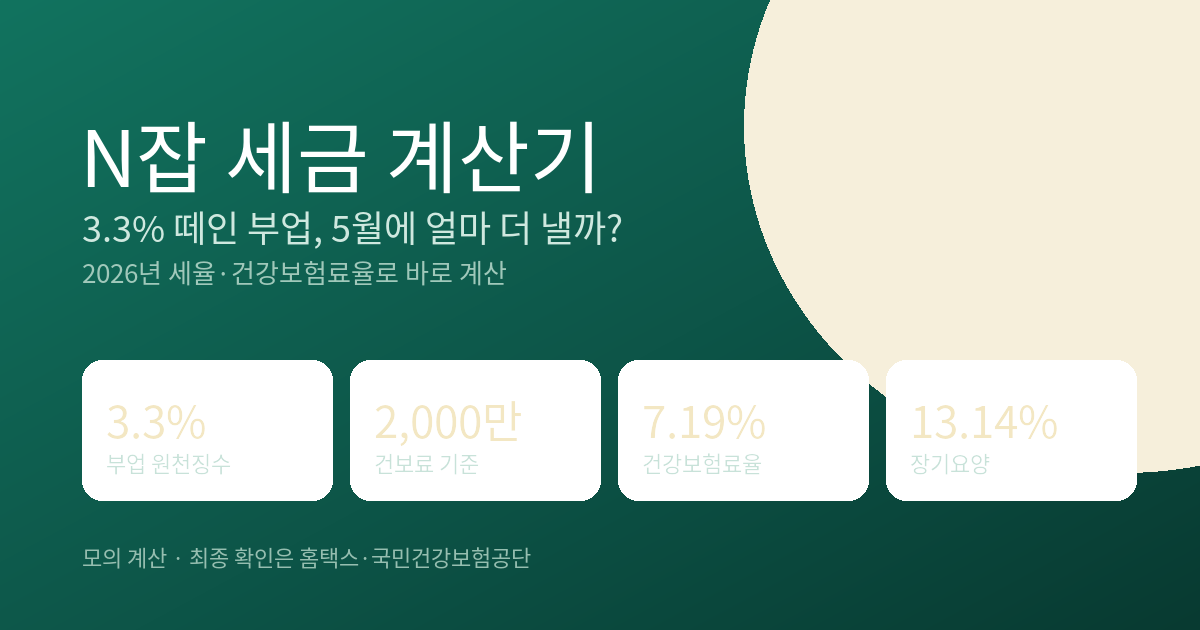 N잡 세금 계산기
3.3% 떼인 부업, 5월에 얼마 더 낼까?
2026년 세율·건강보험료율로 바로 계산
3.3%
부업 원천징수
2,000만
건보료 기준
7.19%
건강보험료율
13.14%
장기요양
모의 계산 · 최종 확인은 홈택스·국민건강보험공단